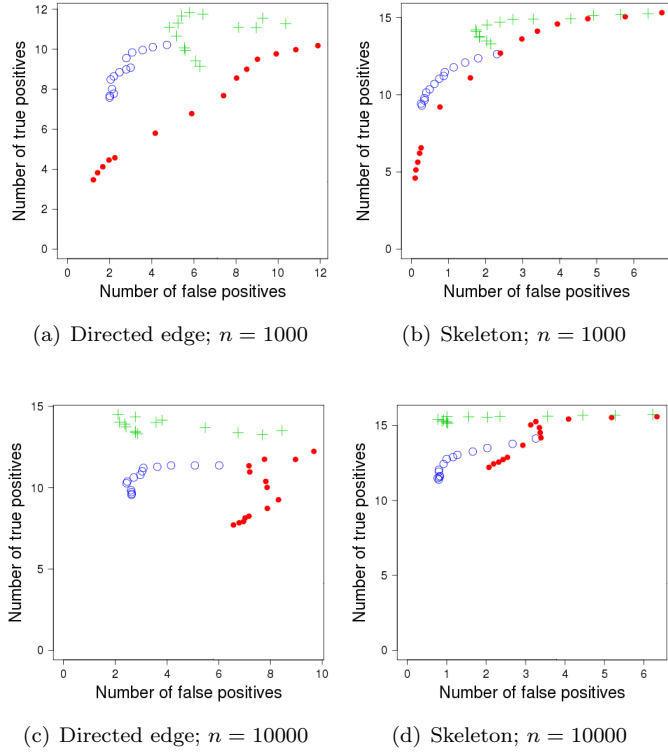 Number of true positives
12
10
8
6
4
2
0
0 2 4 6 8 10 12
Number of false positives
(a) Directed edge; n = 1000
Number of true positives
15
10
5
0
0 1 2 3 4 5 6
Number of false positives
(b) Skeleton; n = 1000
Number of true positives
15
10
5
0
0 2 4 6 8 10
Number of false positives
(c) Directed edge; n = 10000
Number of true positives
15
10
5
0
0 1 2 3 4 5 6
Number of false positives
(d) Skeleton; n = 10000